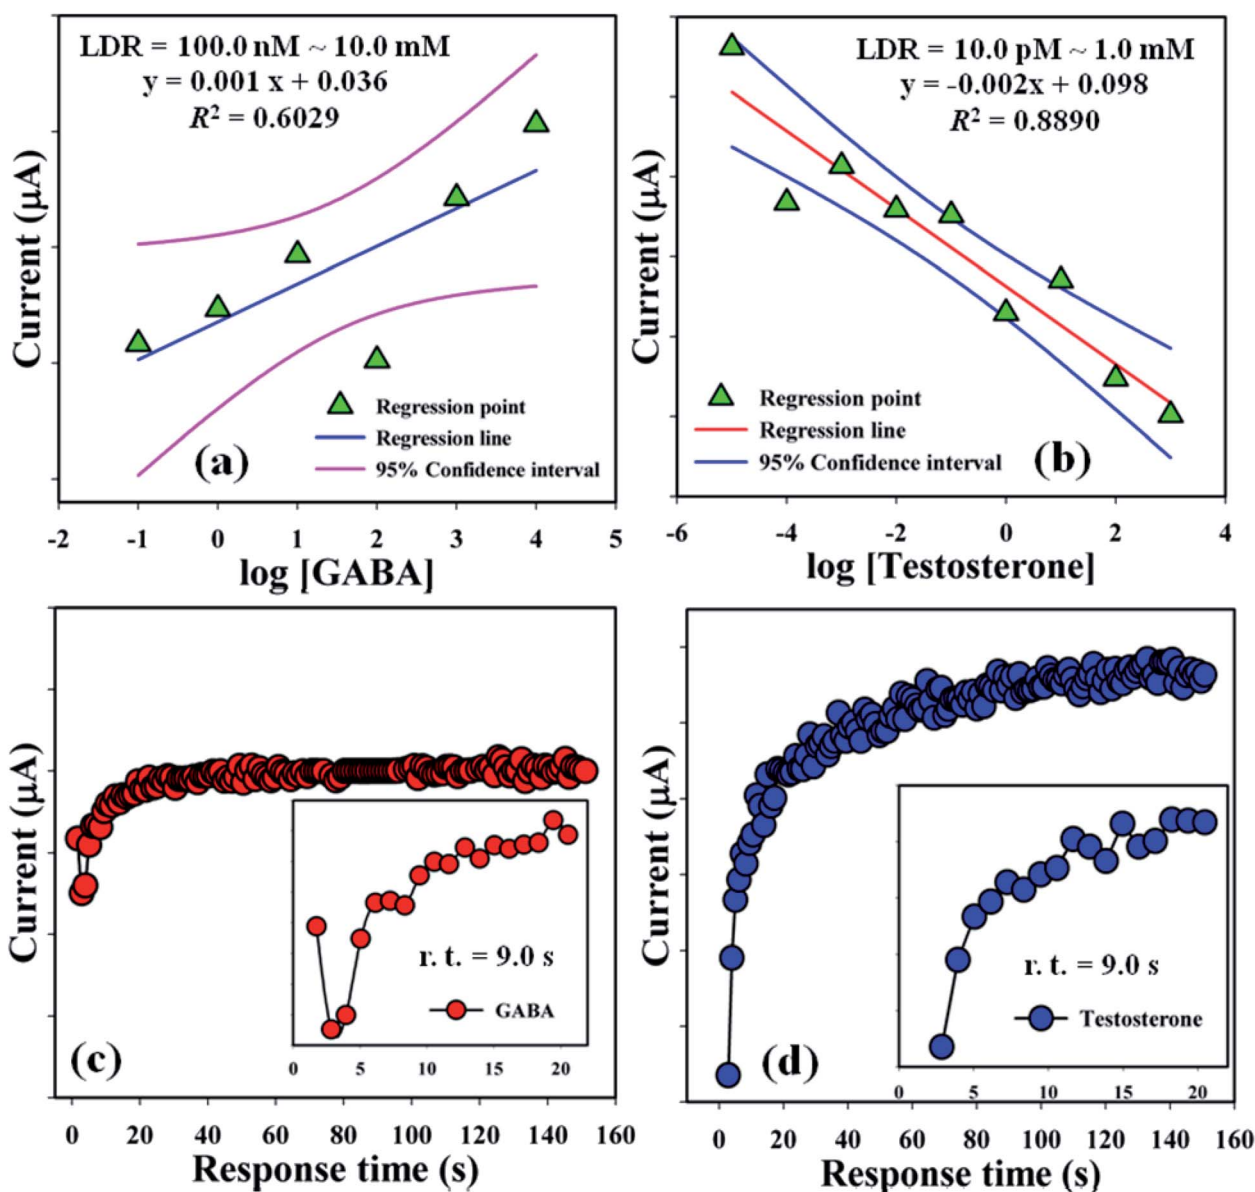 LDR = 100.0 nM ~ 10.0 mM
y = 0.001 x + 0.036
R² = 0.6029
Current (μA)
Regression point
Regression line
95% Confidence interval
(a)
-2 -1 0 1 2 3 4 5
log [GABA]
LDR = 10.0 pM ~ 1.0 mM
y = -0.002x + 0.098
R² = 0.8890
Current (μA)
Regression point
Regression line
95% Confidence interval
(b)
-6 -4 -2 0 2 4
log [Testosterone]
Current (μA)
r. t. = 9.0 s
GABA
0 5 10 15 20
(c)
0 20 40 60 80 100 120 140 160
Response time (s)
Current (μA)
r. t. = 9.0 s
Testosterone
0 5 10 15 20
(d)
0 20 40 60 80 100 120 140 160
Response time (s)